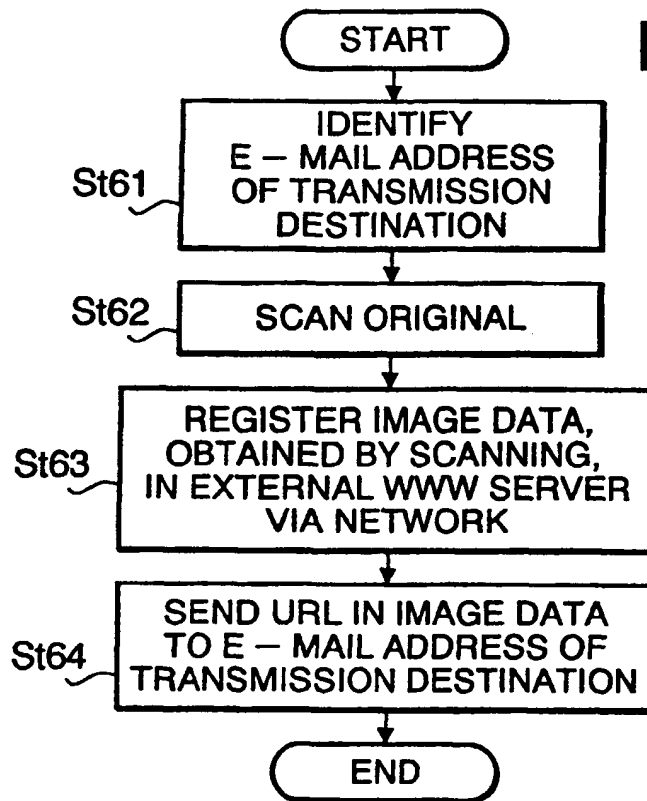 START
St61
IDENTIFY
E – MAIL ADDRESS
OF TRANSMISSION
DESTINATION
St62
SCAN ORIGINAL
St63
REGISTER IMAGE DATA,
OBTAINED BY SCANNING,
IN EXTERNAL WWW SERVER
VIA NETWORK
St64
SEND URL IN IMAGE DATA
TO E – MAIL ADDRESS OF
TRANSMISSION DESTINATION
END